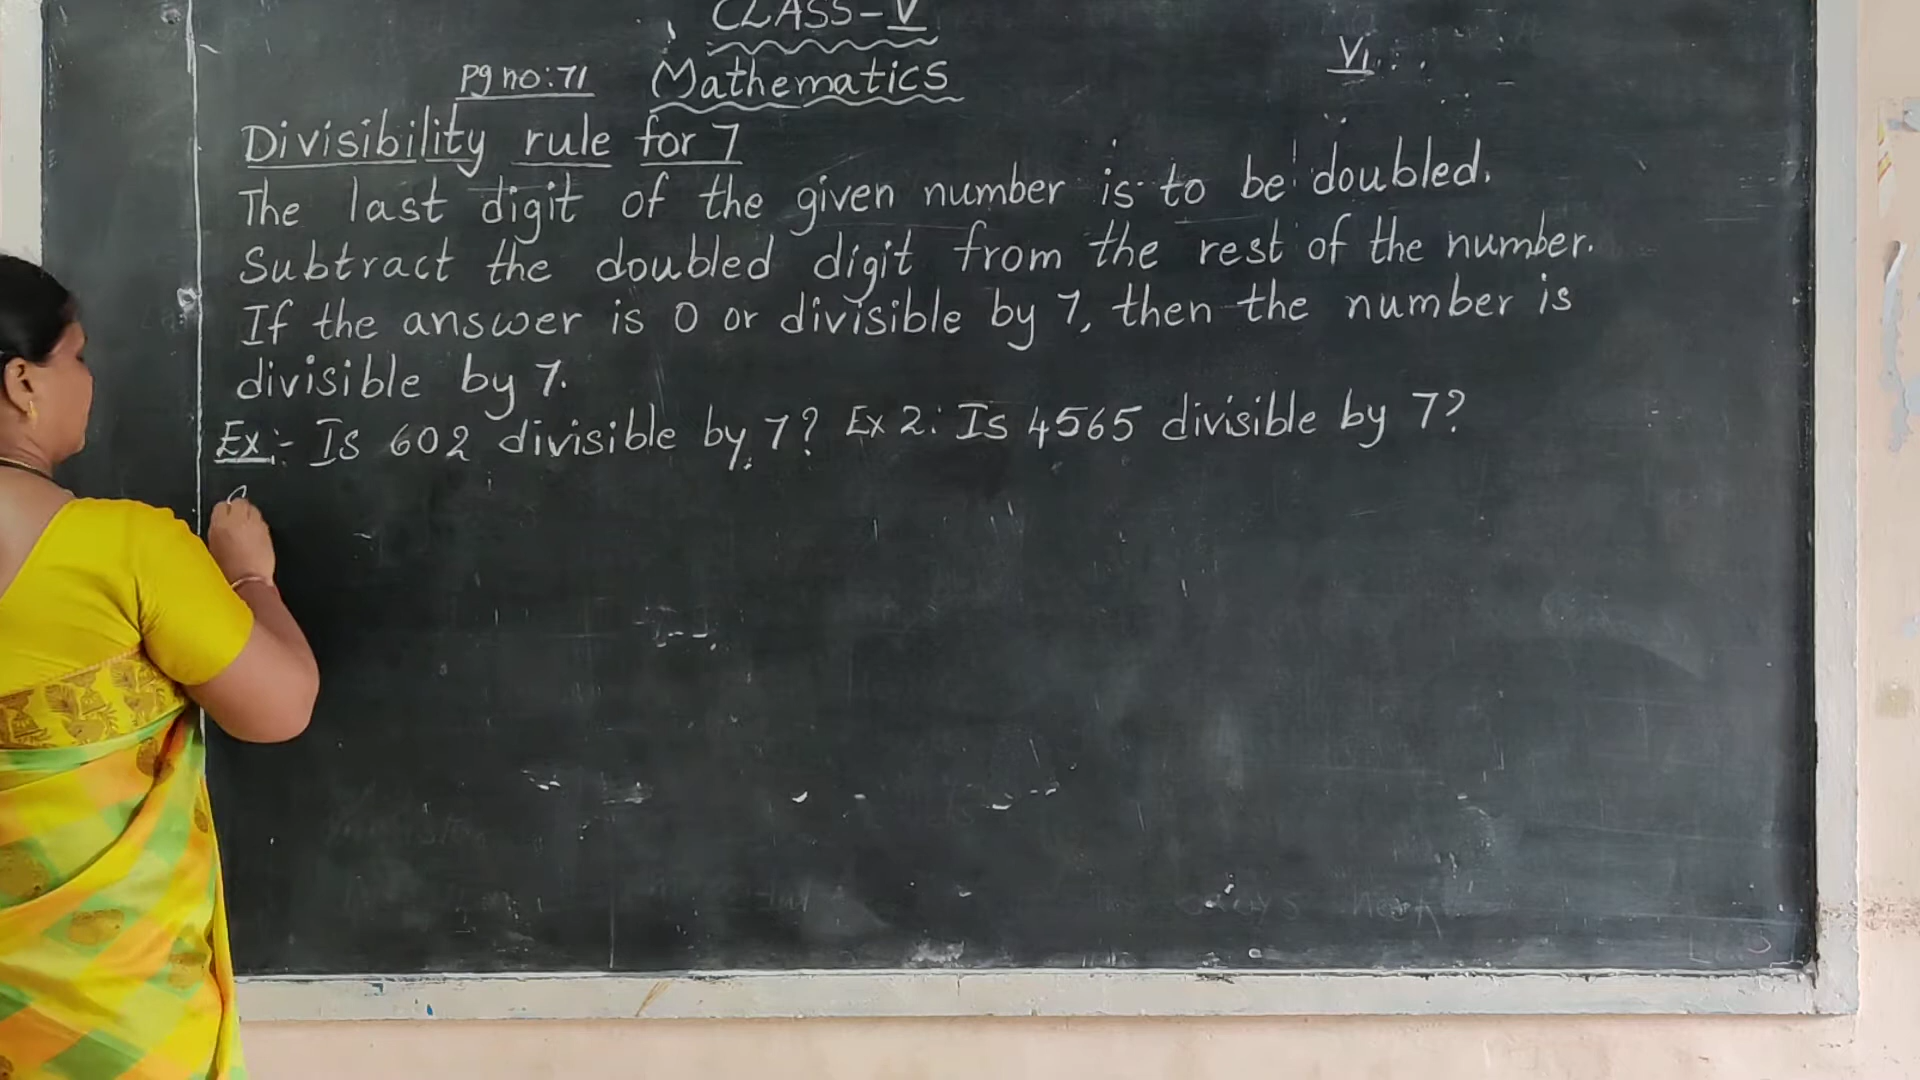 CLASS-V
Pg no:71 Mathematics
VI
Divisibility rule for 7
The last digit of the given number is to be doubled.
Subtract the doubled digit from the rest of the number.
If the answer is 0 or divisible by 7, then the number is
divisible by 7.
Ex:- Is 602 divisible by 7? Ex 2: Is 4565 divisible by 7?